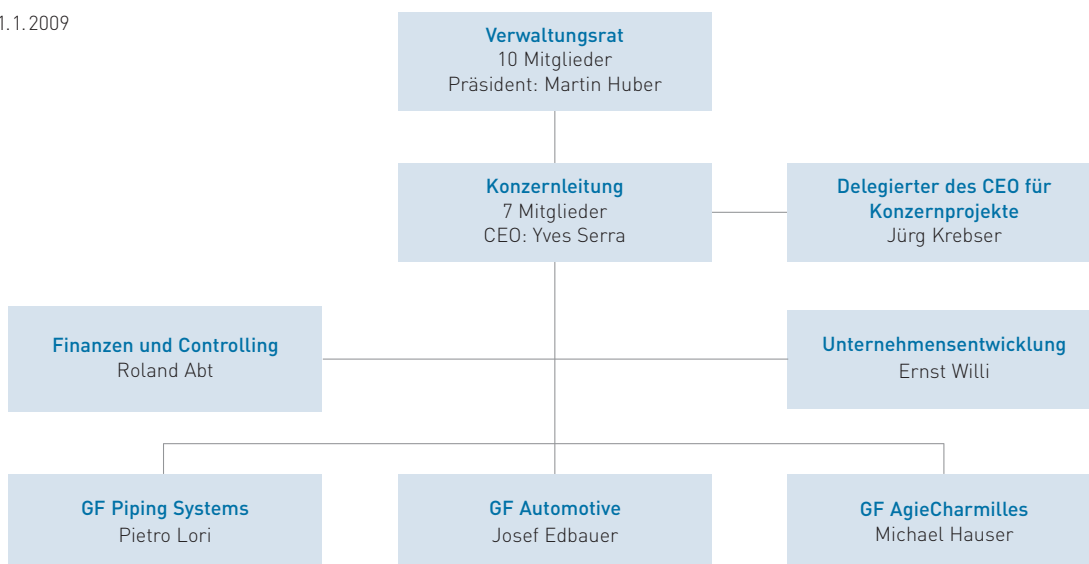 1.1.2009
Verwaltungsrat
10 Mitglieder
Präsident: Martin Huber
Konzernleitung
7 Mitglieder
CEO: Yves Serra
Delegierter des CEO für
Konzernprojekte
Jürg Krebser
Finanzen und Controlling
Roland Abt
Unternehmensentwicklung
Ernst Willi
GF Piping Systems
Pietro Lori
GF Automotive
Josef Edbauer
GF AgieCharmilles
Michael Hauser